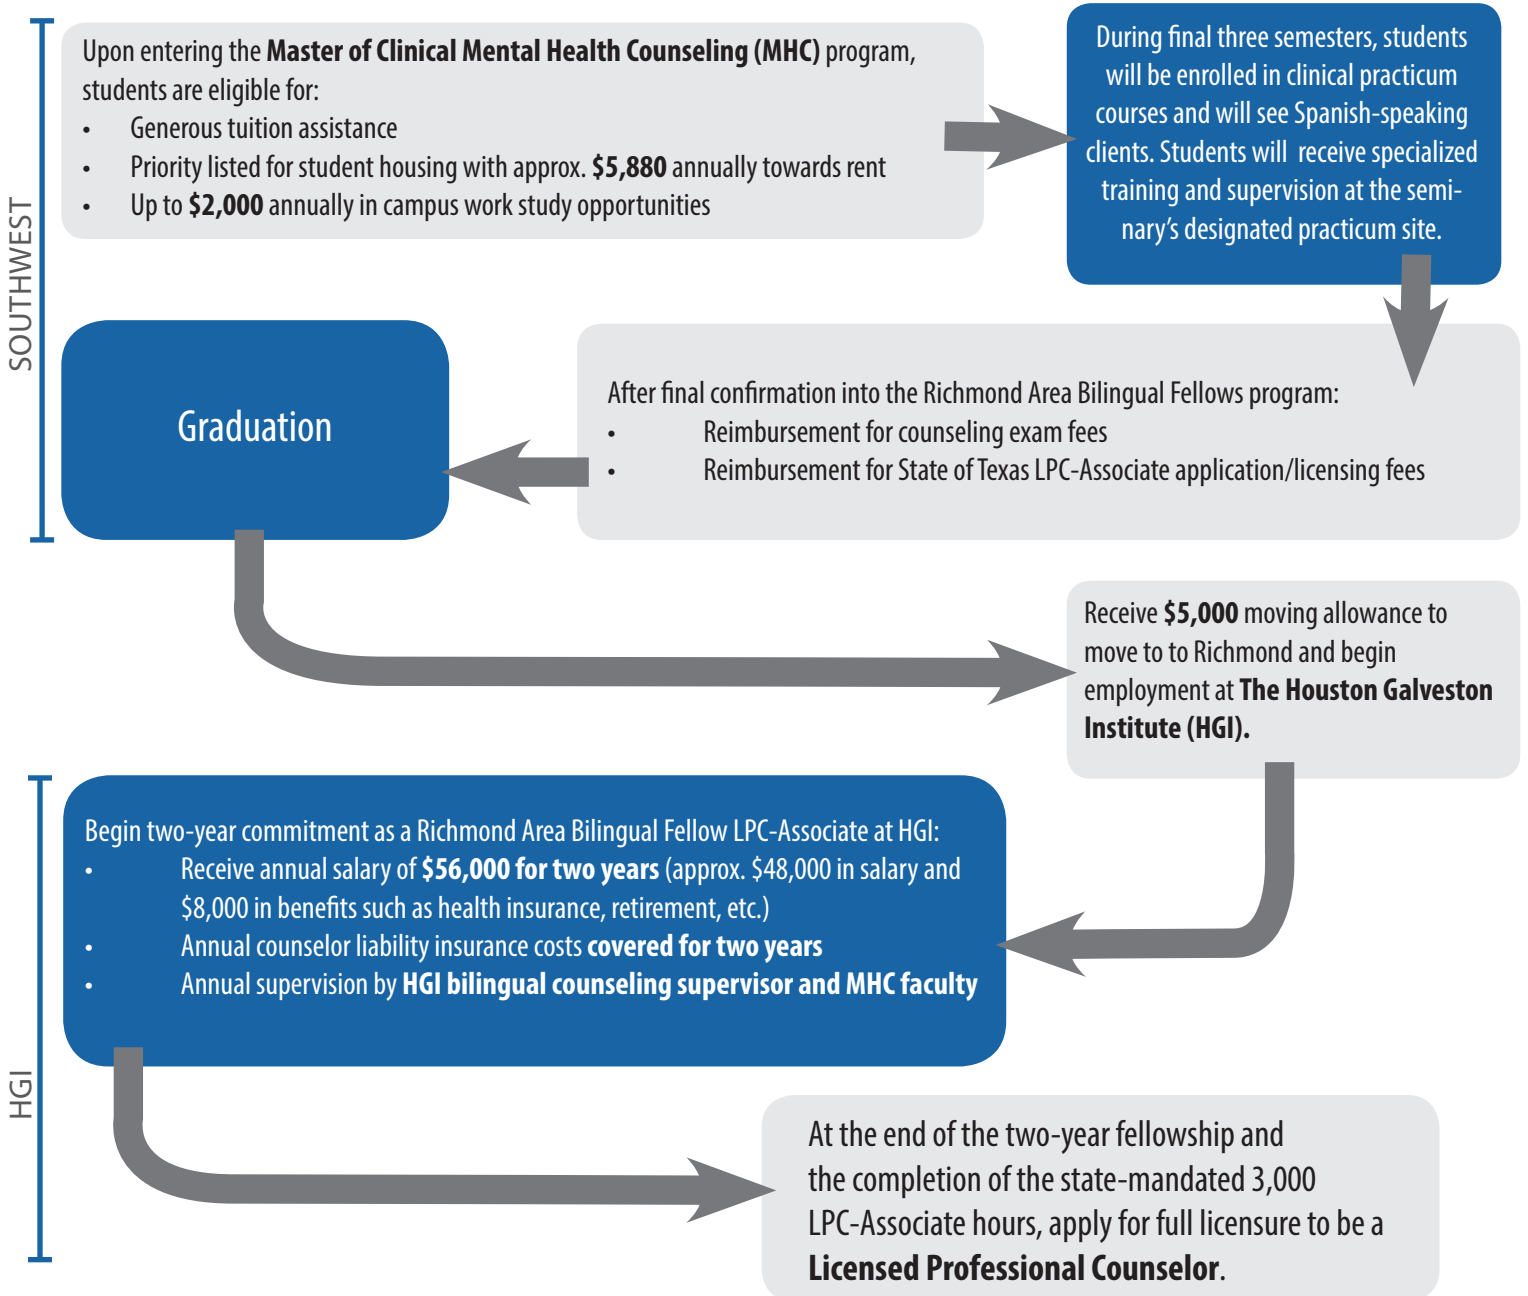 SOUTHWEST
Upon entering the Master of Clinical Mental Health Counseling (MHC) program,
students are eligible for:
• Generous tuition assistance
• Priority listed for student housing with approx. $5,880 annually towards rent
• Up to $2,000 annually in campus work study opportunities
During final three semesters, students
will be enrolled in clinical practicum
courses and will see Spanish-speaking
clients. Students will receive specialized
training and supervision at the semi-
nary's designated practicum site.
After final confirmation into the Richmond Area Bilingual Fellows program:
• Reimbursement for counseling exam fees
• Reimbursement for State of Texas LPC-Associate application/licensing fees
Graduation
Receive $5,000 moving allowance to
move to to Richmond and begin
employment at The Houston Galveston
Institute (HGI).
HGI
Begin two-year commitment as a Richmond Area Bilingual Fellow LPC-Associate at HGI:
• Receive annual salary of $56,000 for two years (approx. $48,000 in salary and
$8,000 in benefits such as health insurance, retirement, etc.)
• Annual counselor liability insurance costs covered for two years
• Annual supervision by HGI bilingual counseling supervisor and MHC faculty
At the end of the two-year fellowship and
the completion of the state-mandated 3,000
LPC-Associate hours, apply for full licensure to be a
Licensed Professional Counselor.